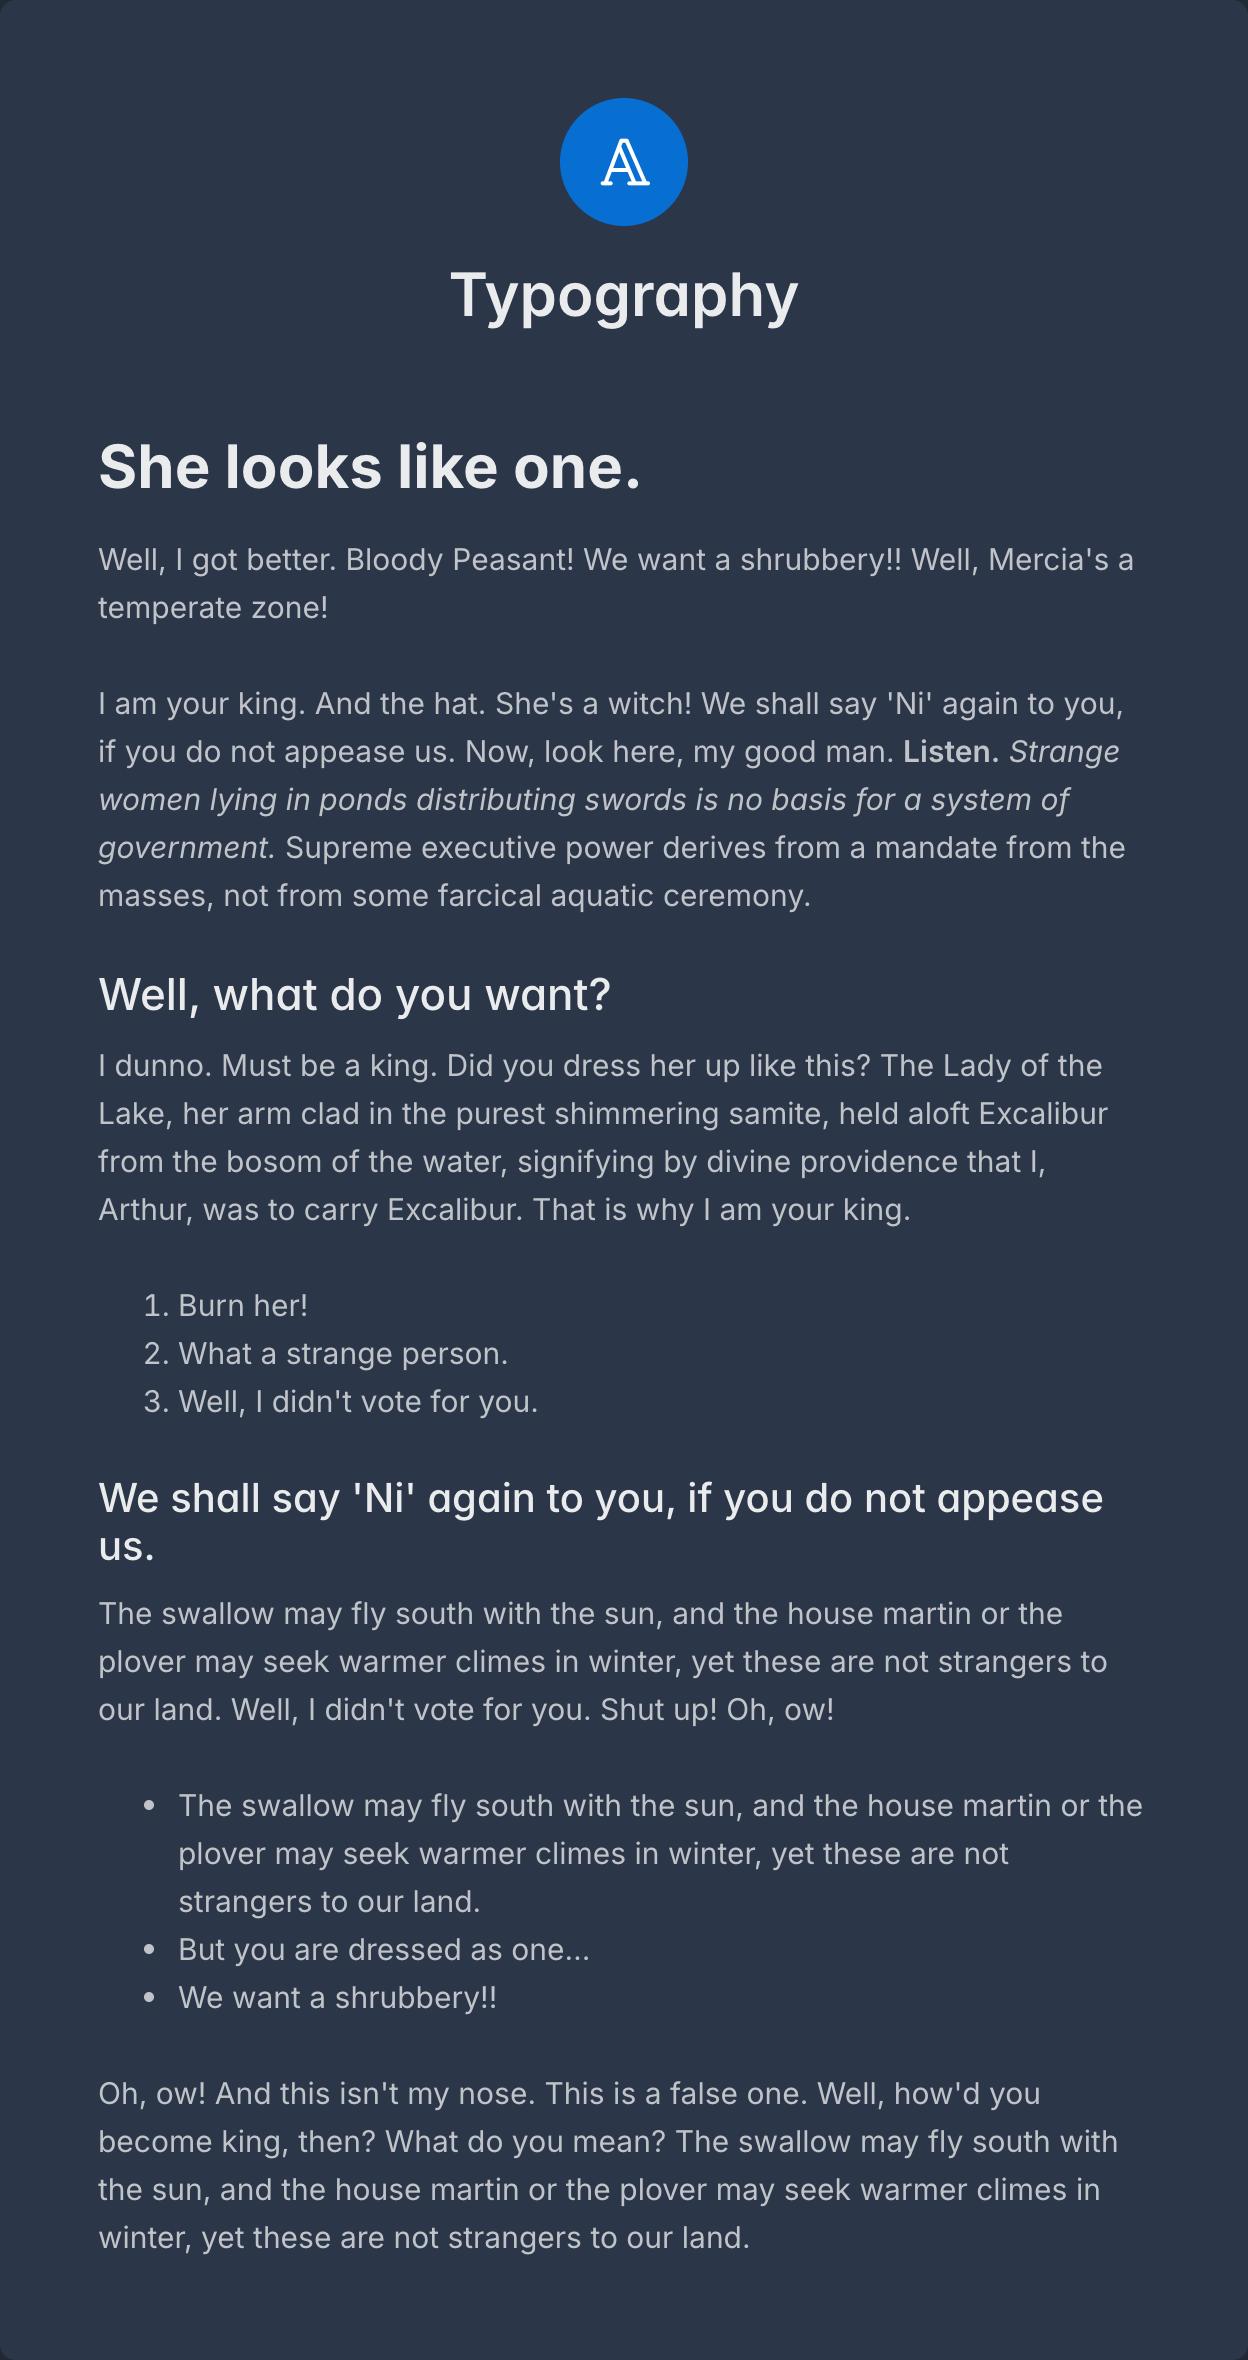 𝔸
Typography
She looks like one.
Well, I got better. Bloody Peasant! We want a shrubbery!! Well, Mercia's a
temperate zone!
I am your king. And the hat. She's a witch! We shall say 'Ni' again to you,
if you do not appease us. Now, look here, my good man. Listen. Strange
women lying in ponds distributing swords is no basis for a system of
government. Supreme executive power derives from a mandate from the
masses, not from some farcical aquatic ceremony.
Well, what do you want?
I dunno. Must be a king. Did you dress her up like this? The Lady of the
Lake, her arm clad in the purest shimmering samite, held aloft Excalibur
from the bosom of the water, signifying by divine providence that I,
Arthur, was to carry Excalibur. That is why I am your king.
1. Burn her!
2. What a strange person.
3. Well, I didn't vote for you.
We shall say 'Ni' again to you, if you do not appease
us.
The swallow may fly south with the sun, and the house martin or the
plover may seek warmer climes in winter, yet these are not strangers to
our land. Well, I didn't vote for you. Shut up! Oh, ow!
• The swallow may fly south with the sun, and the house martin or the
plover may seek warmer climes in winter, yet these are not
strangers to our land.
• But you are dressed as one...
• We want a shrubbery!!
Oh, ow! And this isn't my nose. This is a false one. Well, how'd you
become king, then? What do you mean? The swallow may fly south with
the sun, and the house martin or the plover may seek warmer climes in
winter, yet these are not strangers to our land.